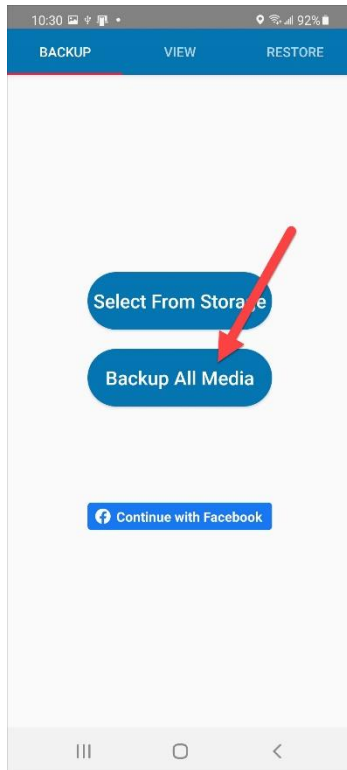 10:30 92%
BACKUP VIEW RESTORE
Select From Storage
Backup All Media
Continue with Facebook